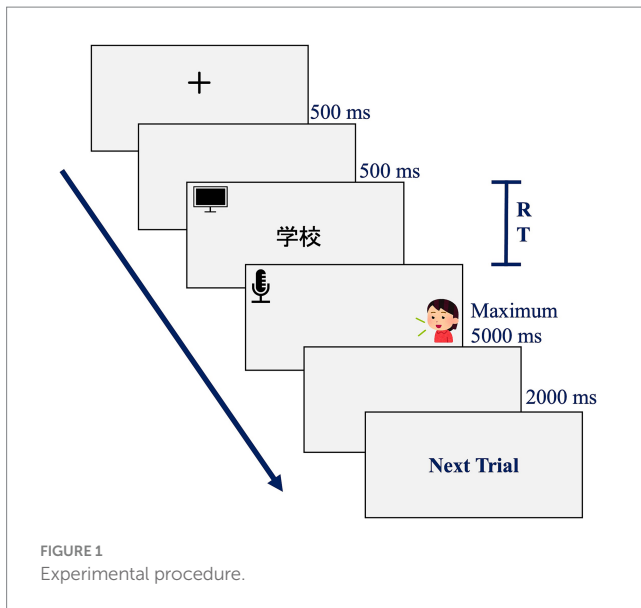 +
500 ms
500 ms
学校
R
T
Maximum
5000 ms
2000 ms
Next Trial
FIGURE 1
Experimental procedure.